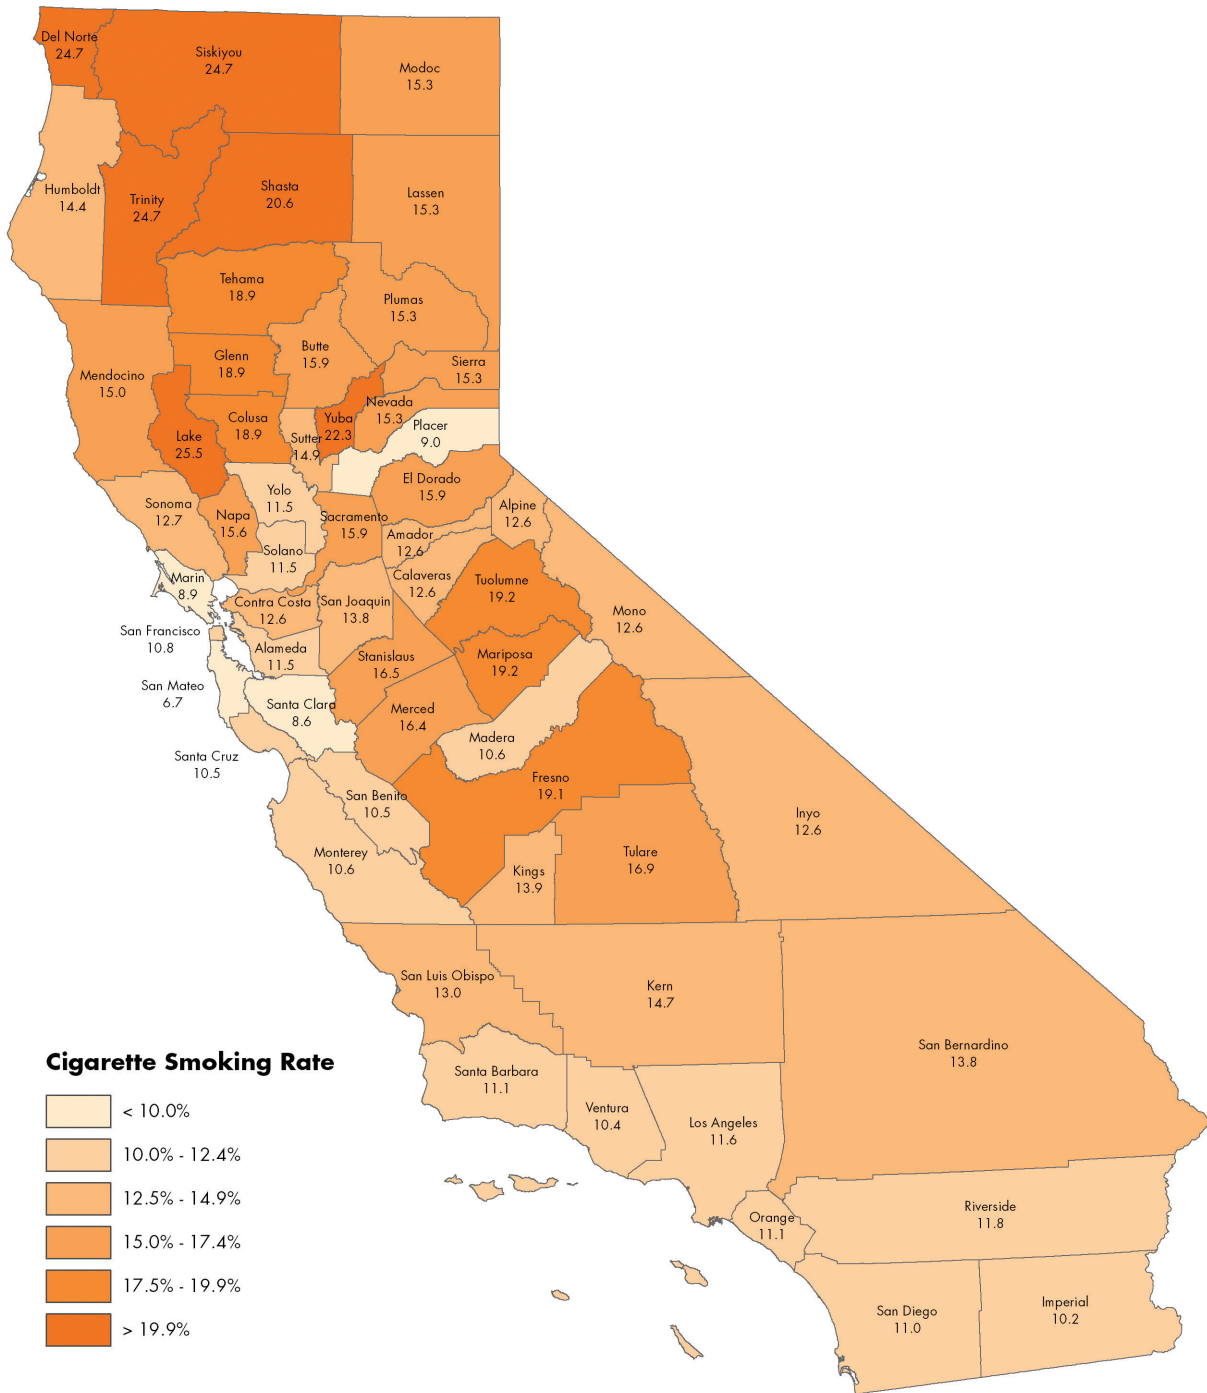 Del Norte
24.7
Siskiyou
24.7
Modoc
15.3
Humboldt
14.4
Trinity
24.7
Shasta
20.6
Lassen
15.3
Tehama
18.9
Plumas
15.3
Mendocino
15.0
Glenn
18.9
Butte
15.9
Sierra
15.3
Lake
25.5
Colusa
18.9
Sutter
14.9
Yuba
22.3
Nevada
15.3
Placer
9.0
Sonoma
12.7
Napa
15.6
Yolo
11.5
Sacramento
15.9
El Dorado
15.9
Alpine
12.6
Amador
12.6
Solano
11.5
Marin
8.9
Contra Costa
12.6
San Joaquin
13.8
Calaveras
12.6
Tuolumne
19.2
Mono
12.6
San Francisco
10.8
Alameda
11.5
Stanislaus
16.5
Mariposa
19.2
San Mateo
6.7
Santa Clara
8.6
Merced
16.4
Madera
10.6
Santa Cruz
10.5
San Benito
10.5
Fresno
19.1
Inyo
12.6
Monterey
10.6
Kings
13.9
Tulare
16.9
San Luis Obispo
13.0
Kern
14.7
San Bernardino
13.8
Santa Barbara
11.1
Ventura
10.4
Los Angeles
11.6
Orange
11.1
Riverside
11.8
San Diego
11.0
Imperial
10.2
Cigarette Smoking Rate
< 10.0%
10.0% - 12.4%
12.5% - 14.9%
15.0% - 17.4%
17.5% - 19.9%
> 19.9%